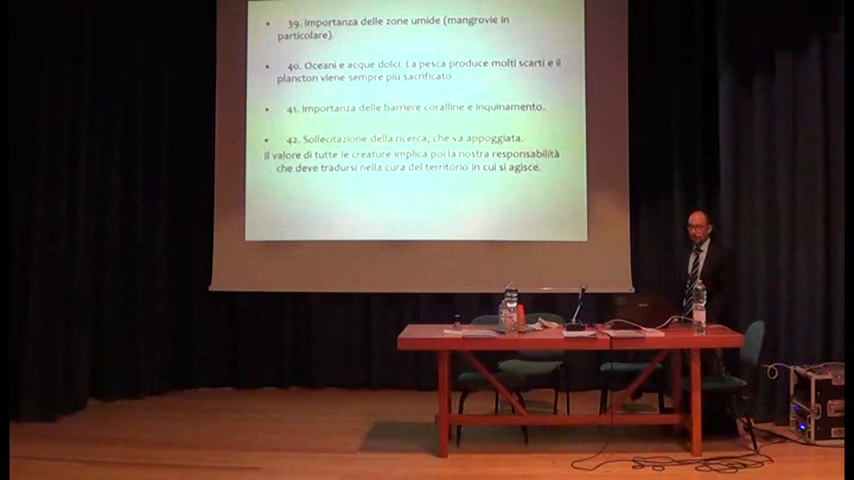 • 39. Importanza delle zone umide (mangrovie in
particolare).
• 40. Oceani e acque dolci. La pesca produce molti scarti e il
plancton viene sempre più sacrificato
• 41. Importanza delle barriere coralline e inquinamento.
• 42. Sollecitazione della ricerca, che va appoggiata.
Il valore di tutte le creature implica poi la nostra responsabilità
che deve tradursi nella cura del territorio in cui si agisce.